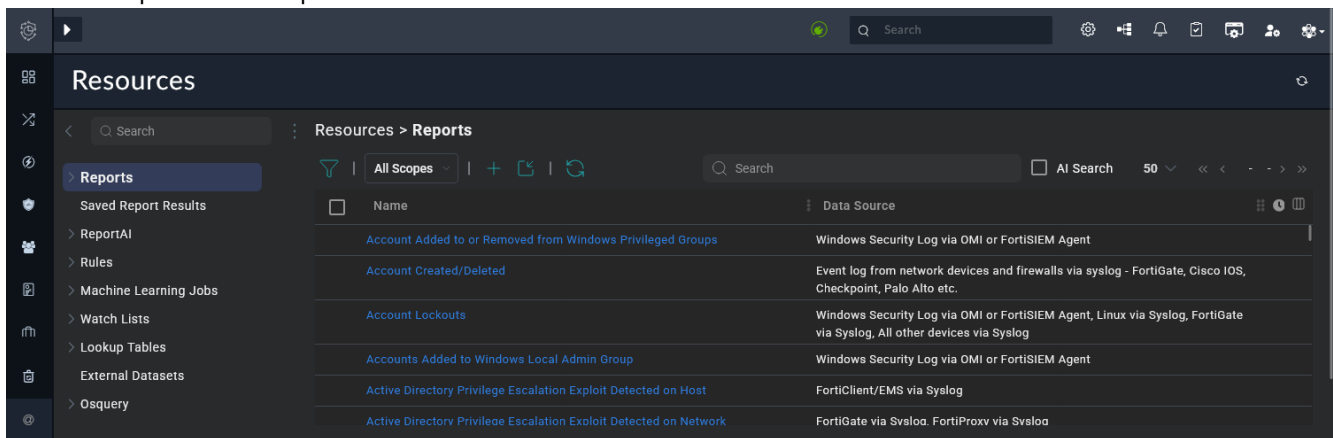 Search
Resources
Search
Resources > Reports
Reports
All Scopes
Search
AI Search
50
Saved Report Results
Name
Data Source
ReportAI
Account Added to or Removed from Windows Privileged Groups
Windows Security Log via OMI or FortiSIEM Agent
Rules
Account Created/Deleted
Event log from network devices and firewalls via syslog - FortiGate, Cisco IOS,
Checkpoint, Palo Alto etc.
Machine Learning Jobs
Watch Lists
Account Lockouts
Windows Security Log via OMI or FortiSIEM Agent, Linux via Syslog, FortiGate
via Syslog, All other devices via Syslog
Lookup Tables
Accounts Added to Windows Local Admin Group
Windows Security Log via OMI or FortiSIEM Agent
External Datasets
Active Directory Privilege Escalation Exploit Detected on Host
FortiClient/EMS via Syslog
Osquery
Active Directory Privilege Escalation Exploit Detected on Network
FortiGate via Syslog, FortiProxy via Syslog